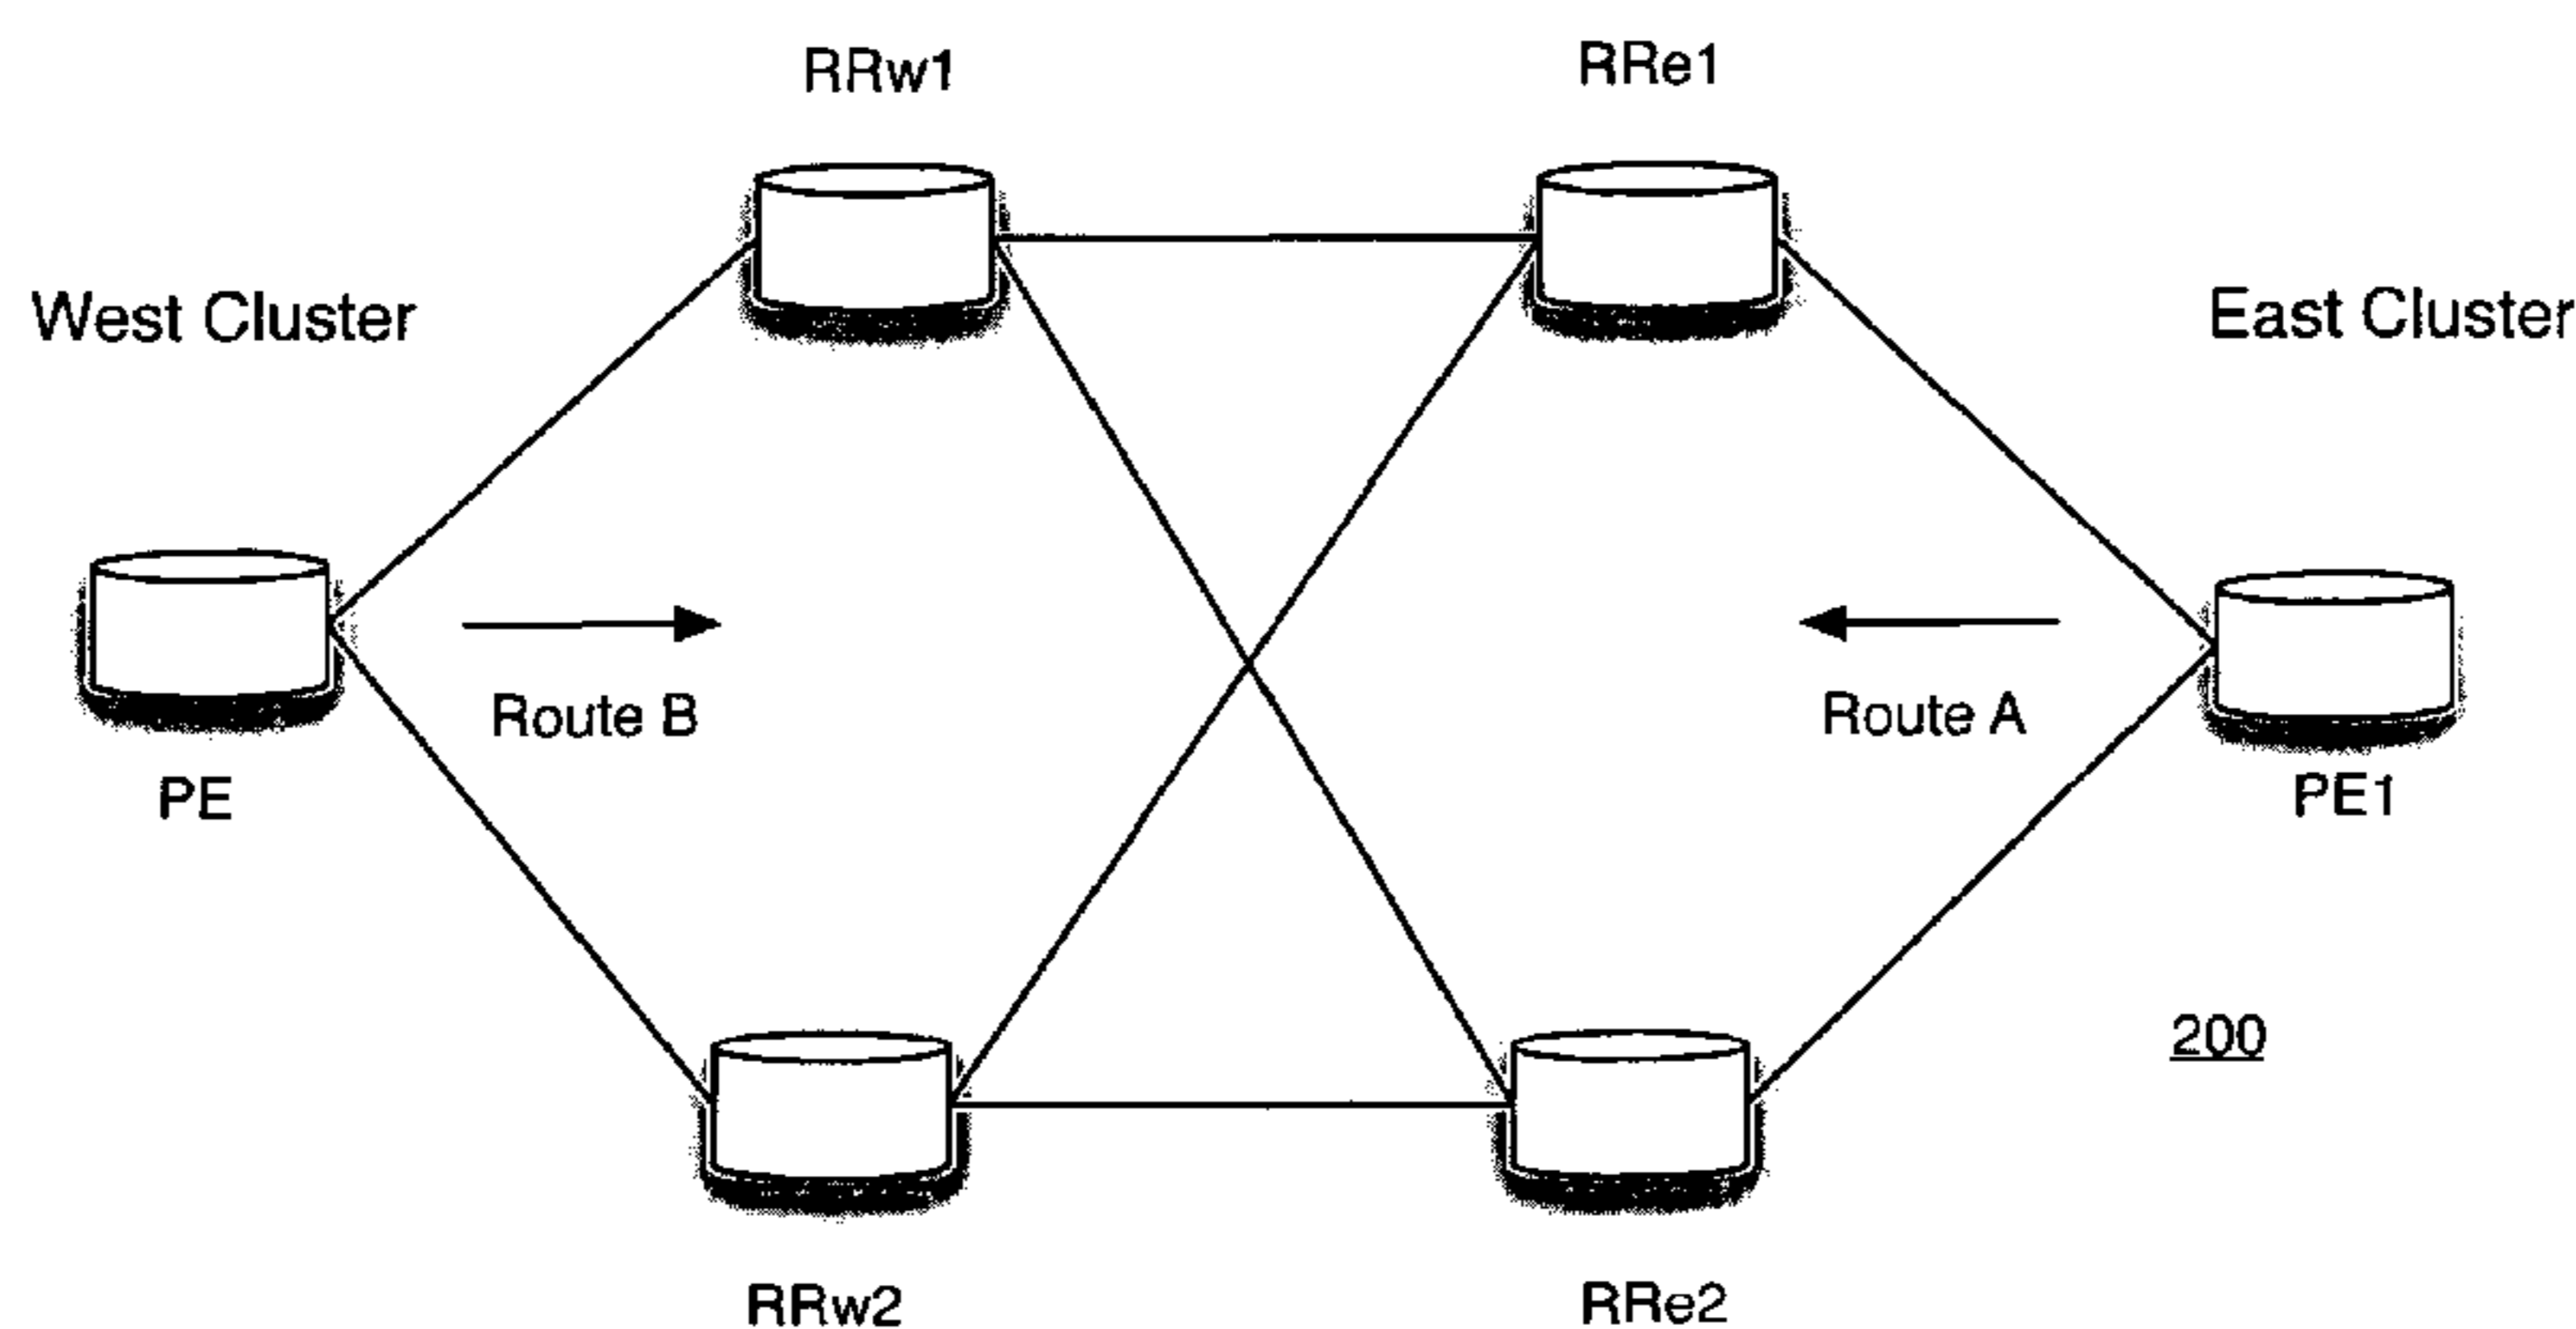 RRw1
RRe1
West Cluster
East Cluster
Route B
Route A
PE
PE1
200
RRw2
RRe2